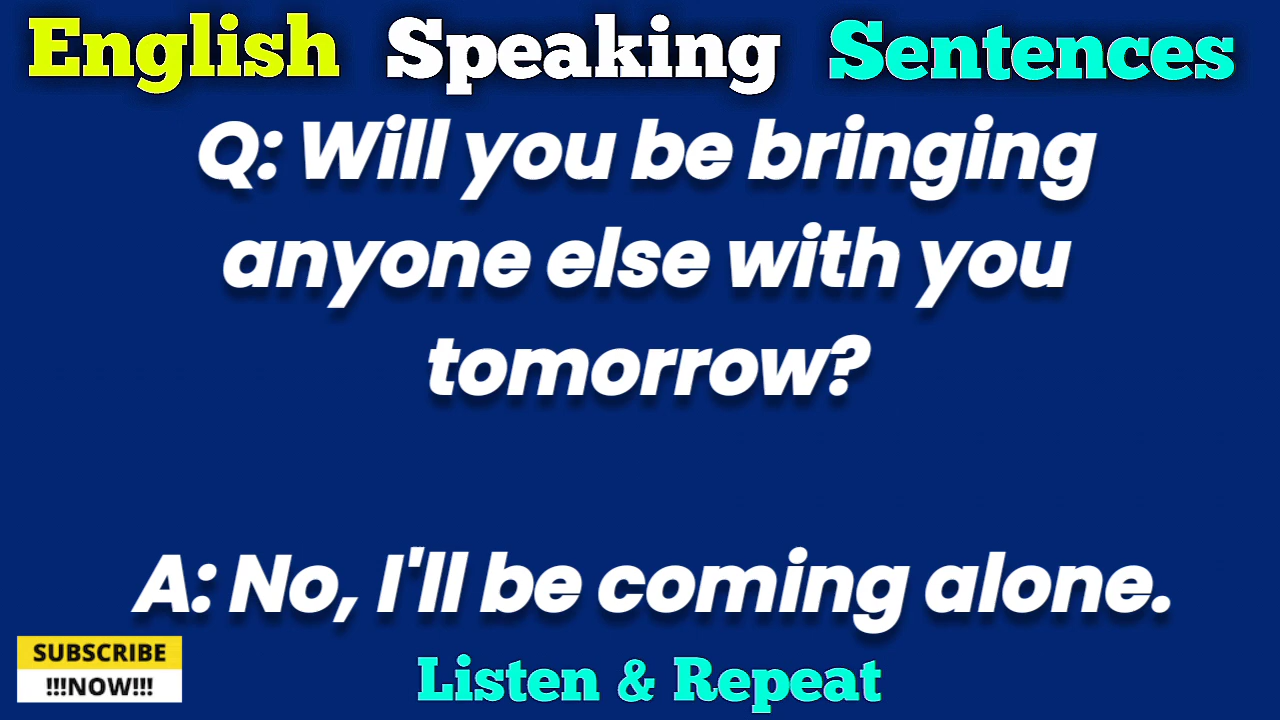 English Speaking Sentences
Q: Will you be bringing
anyone else with you
tomorrow?
A: No, I'll be coming alone.
SUBSCRIBE
!!!NOW!!!
Listen & Repeat